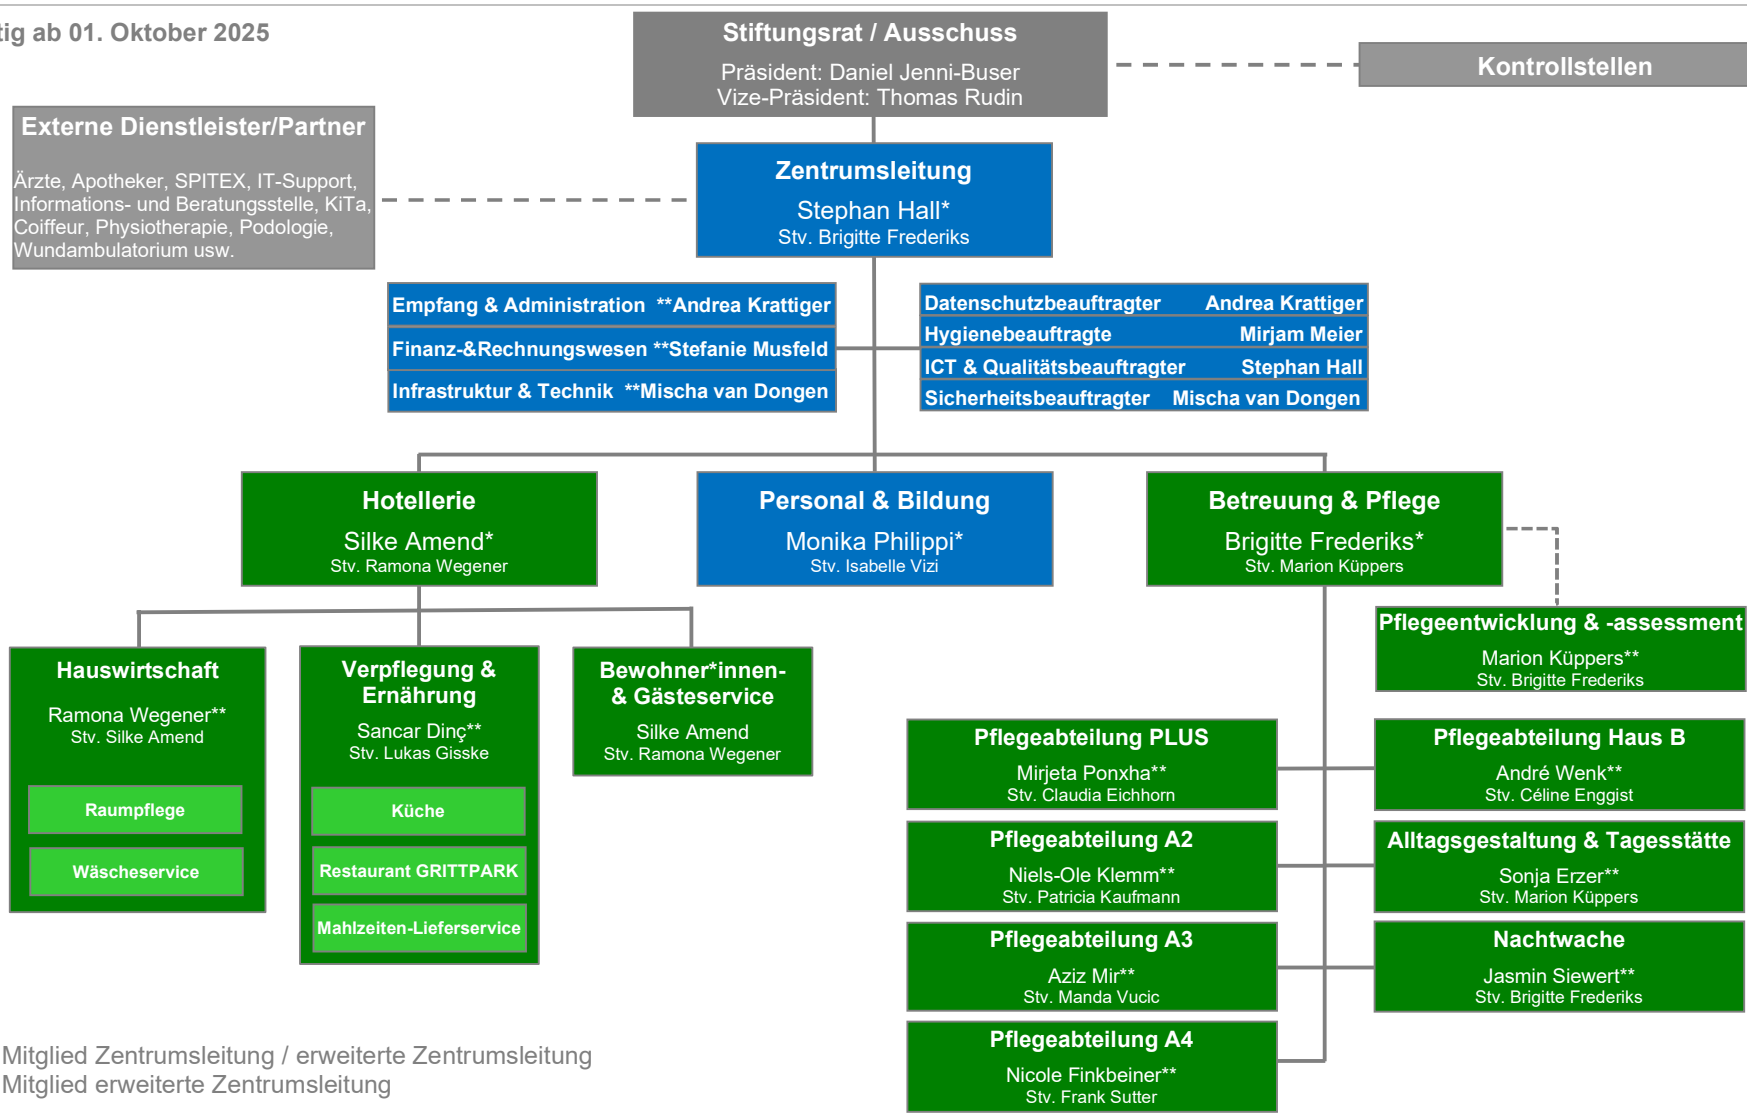 tig ab 01. Oktober 2025
Stiftungsrat / Ausschuss
Präsident: Daniel Jenni-Buser
Vize-Präsident: Thomas Rudin
Kontrollstellen
Externe Dienstleister/Partner
Ärzte, Apotheker, SPITEX, IT-Support,
Informations- und Beratungsstelle, KiTa,
Coiffeur, Physiotherapie, Podologie,
Wundambulatorium usw.
Zentrumsleitung
Stephan Hall*
Stv. Brigitte Frederiks
Empfang & Administration **Andrea Krattiger
Finanz-&Rechnungswesen **Stefanie Musfeld
Infrastruktur & Technik **Mischa van Dongen
Datenschutzbeauftragter Andrea Krattiger
Hygienebeauftragte Mirjam Meier
ICT & Qualitätsbeauftragter Stephan Hall
Sicherheitsbeauftragter Mischa van Dongen
Hotellerie
Silke Amend*
Stv. Ramona Wegener
Personal & Bildung
Monika Philippi*
Stv. Isabelle Vizi
Betreuung & Pflege
Brigitte Frederiks*
Stv. Marion Küppers
Pflegeentwicklung & -assessment
Marion Küppers**
Stv. Brigitte Frederiks
Hauswirtschaft
Ramona Wegener**
Stv. Silke Amend
Raumpflege
Wäscheservice
Verpflegung &
Ernährung
Sancar Dinç**
Stv. Lukas Gisske
Küche
Restaurant GRITTPARK
Mahlzeiten-Lieferservice
Bewohner*innen-
& Gästeservice
Silke Amend
Stv. Ramona Wegener
Pflegeabteilung PLUS
Mirjeta Ponxha**
Stv. Claudia Eichhorn
Pflegeabteilung Haus B
André Wenk**
Stv. Céline Enggist
Pflegeabteilung A2
Niels-Ole Klemm**
Stv. Patricia Kaufmann
Alltagsgestaltung & Tagesstätte
Sonja Erzer**
Stv. Marion Küppers
Pflegeabteilung A3
Aziz Mir**
Stv. Manda Vucic
Nachtwache
Jasmin Siewert**
Stv. Brigitte Frederiks
Pflegeabteilung A4
Nicole Finkbeiner**
Stv. Frank Sutter
Mitglied Zentrumsleitung / erweiterte Zentrumsleitung
Mitglied erweiterte Zentrumsleitung